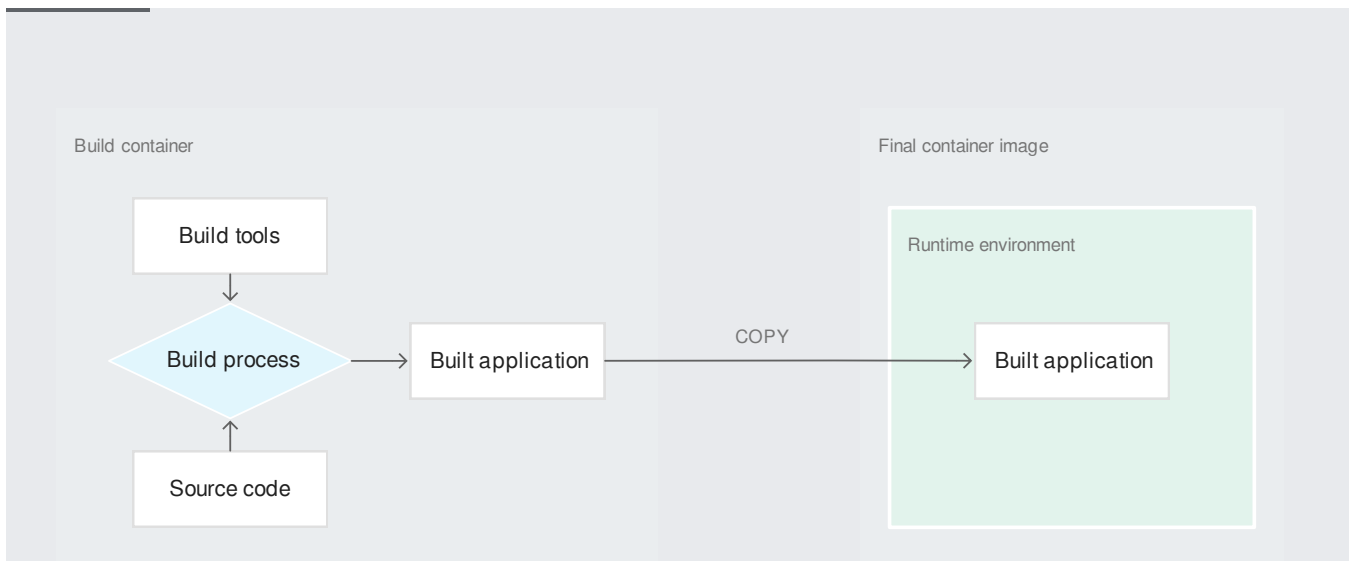 Build container
Build tools
Build process
Source code
Built application
COPY
Final container image
Runtime environment
Built application